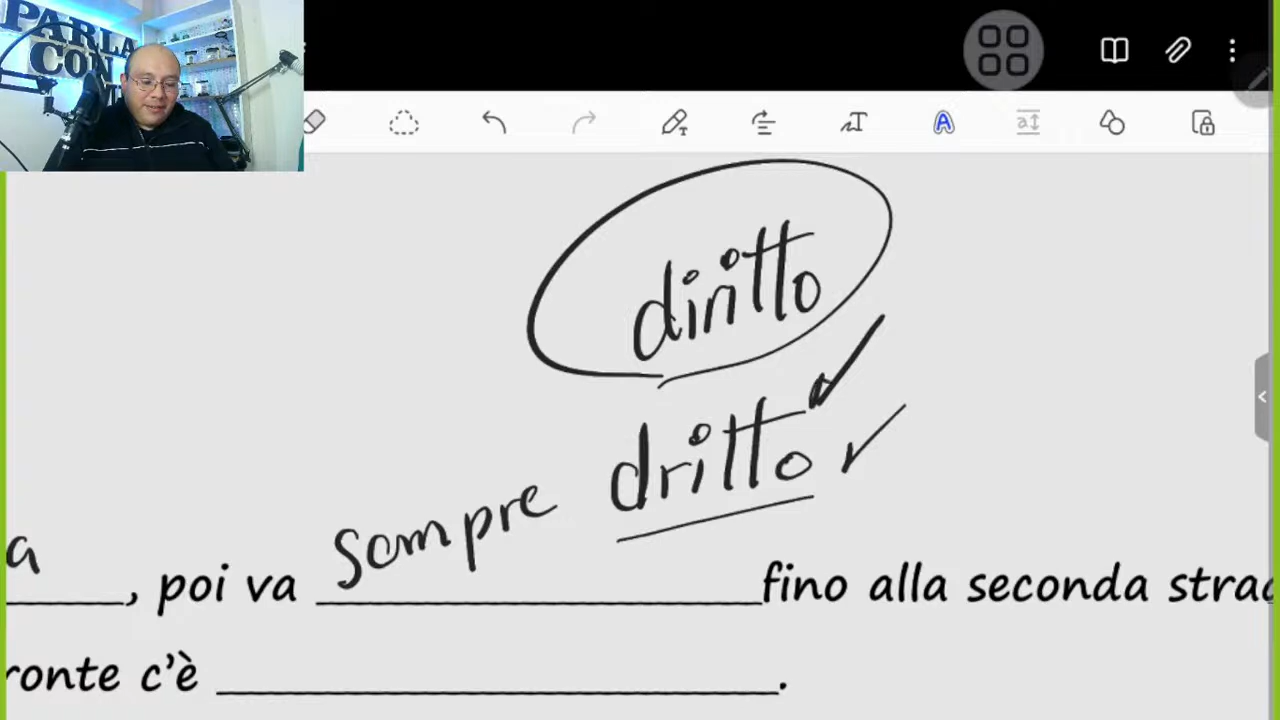 PARLA
CON
diritto
dritto
sempre
a
, poi va fino alla seconda strad
ronte c'è .